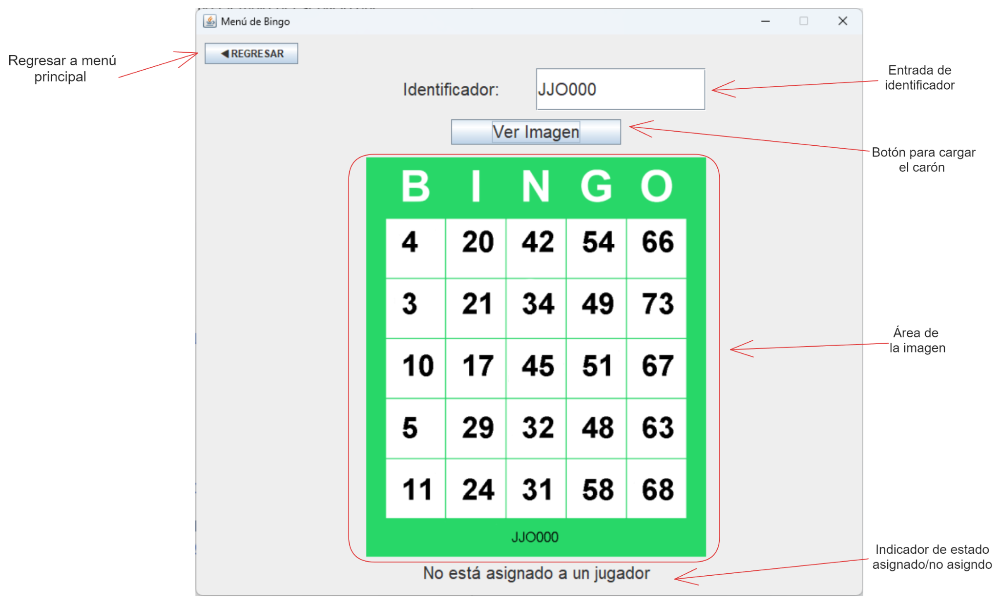 Menú de Bingo
◀REGRESAR
Regresar a menú
principal
Identificador:
JJO000
Entrada de
identificador
Ver Imagen
Botón para cargar
el carón
B I N G O
4 20 42 54 66
3 21 34 49 73
10 17 45 51 67
5 29 32 48 63
11 24 31 58 68
JJO000
Área de
la imagen
No está asignado a un jugador
Indicador de estado
asignado/no asigndo